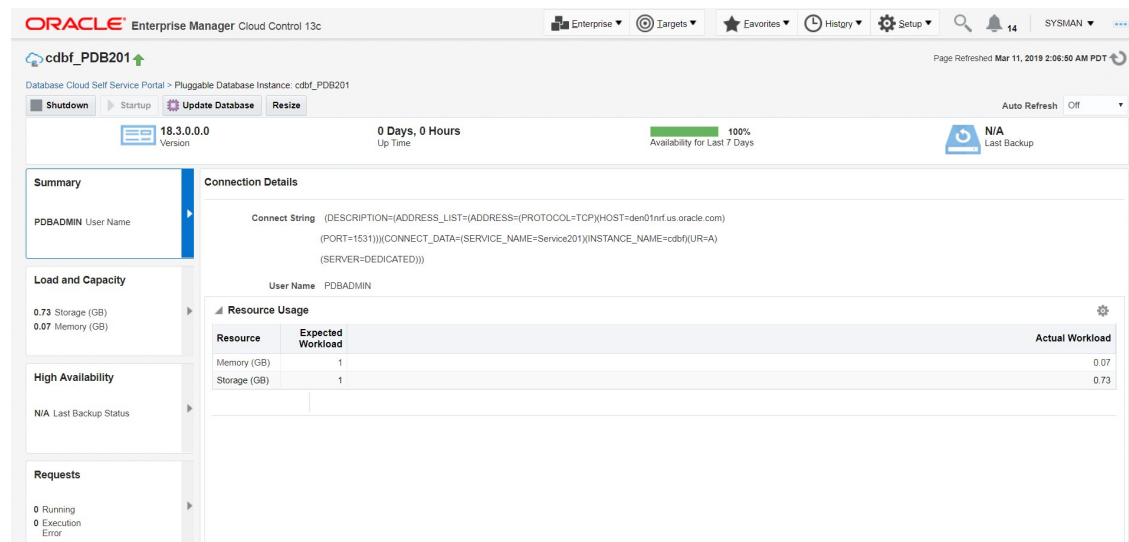 ORACLE® Enterprise Manager Cloud Control 13c
Enterprise ▼ Targets ▼ Favorites ▼ History ▼ Setup ▼ 14 SYSMAN ▼
cdbf_PDB201
Page Refreshed Mar 11, 2019 2:06:50 AM PDT
Database Cloud Self Service Portal > Pluggable Database Instance: cdbf_PDB201
Shutdown Startup Update Database Resize Auto Refresh Off
18.3.0.0.0
Version
0 Days, 0 Hours
Up Time
100%
Availability for Last 7 Days
N/A
Last Backup
Summary
PDBADMIN User Name
Load and Capacity
0.73 Storage (GB)
0.07 Memory (GB)
High Availability
N/A Last Backup Status
Requests
0 Running
0 Execution
Error
Connection Details
Connect String (DESCRIPTION=(ADDRESS_LIST=(ADDRESS=(PROTOCOL=TCP)(HOST=den01nrf.us.oracle.com)
(PORT=1531)))(CONNECT_DATA=(SERVICE_NAME=Service201)(INSTANCE_NAME=cdbf)(UR=A)
(SERVER=DEDICATED)))
User Name PDBADMIN
Resource Usage
Resource Expected Workload Actual Workload
Memory (GB) 1 0.07
Storage (GB) 1 0.73